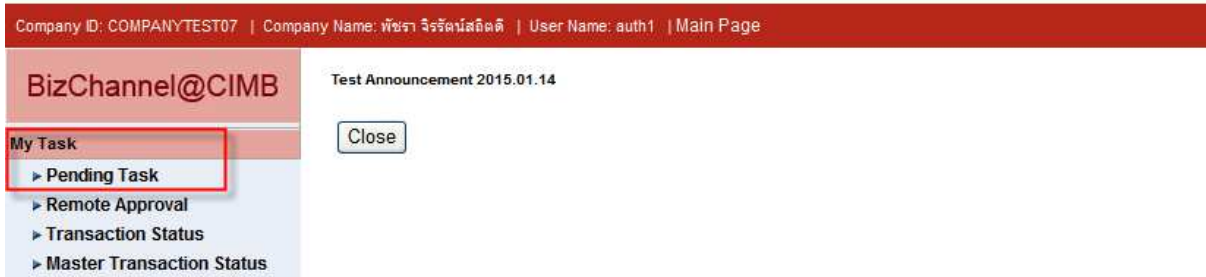 Company ID: COMPANYTEST07 | Company Name: พัชรา จิรรัตน์สถิตดี | User Name: auth1 | Main Page
BizChannel@CIMB
Test Announcement 2015.01.14
Close
My Task
Pending Task
Remote Approval
Transaction Status
Master Transaction Status